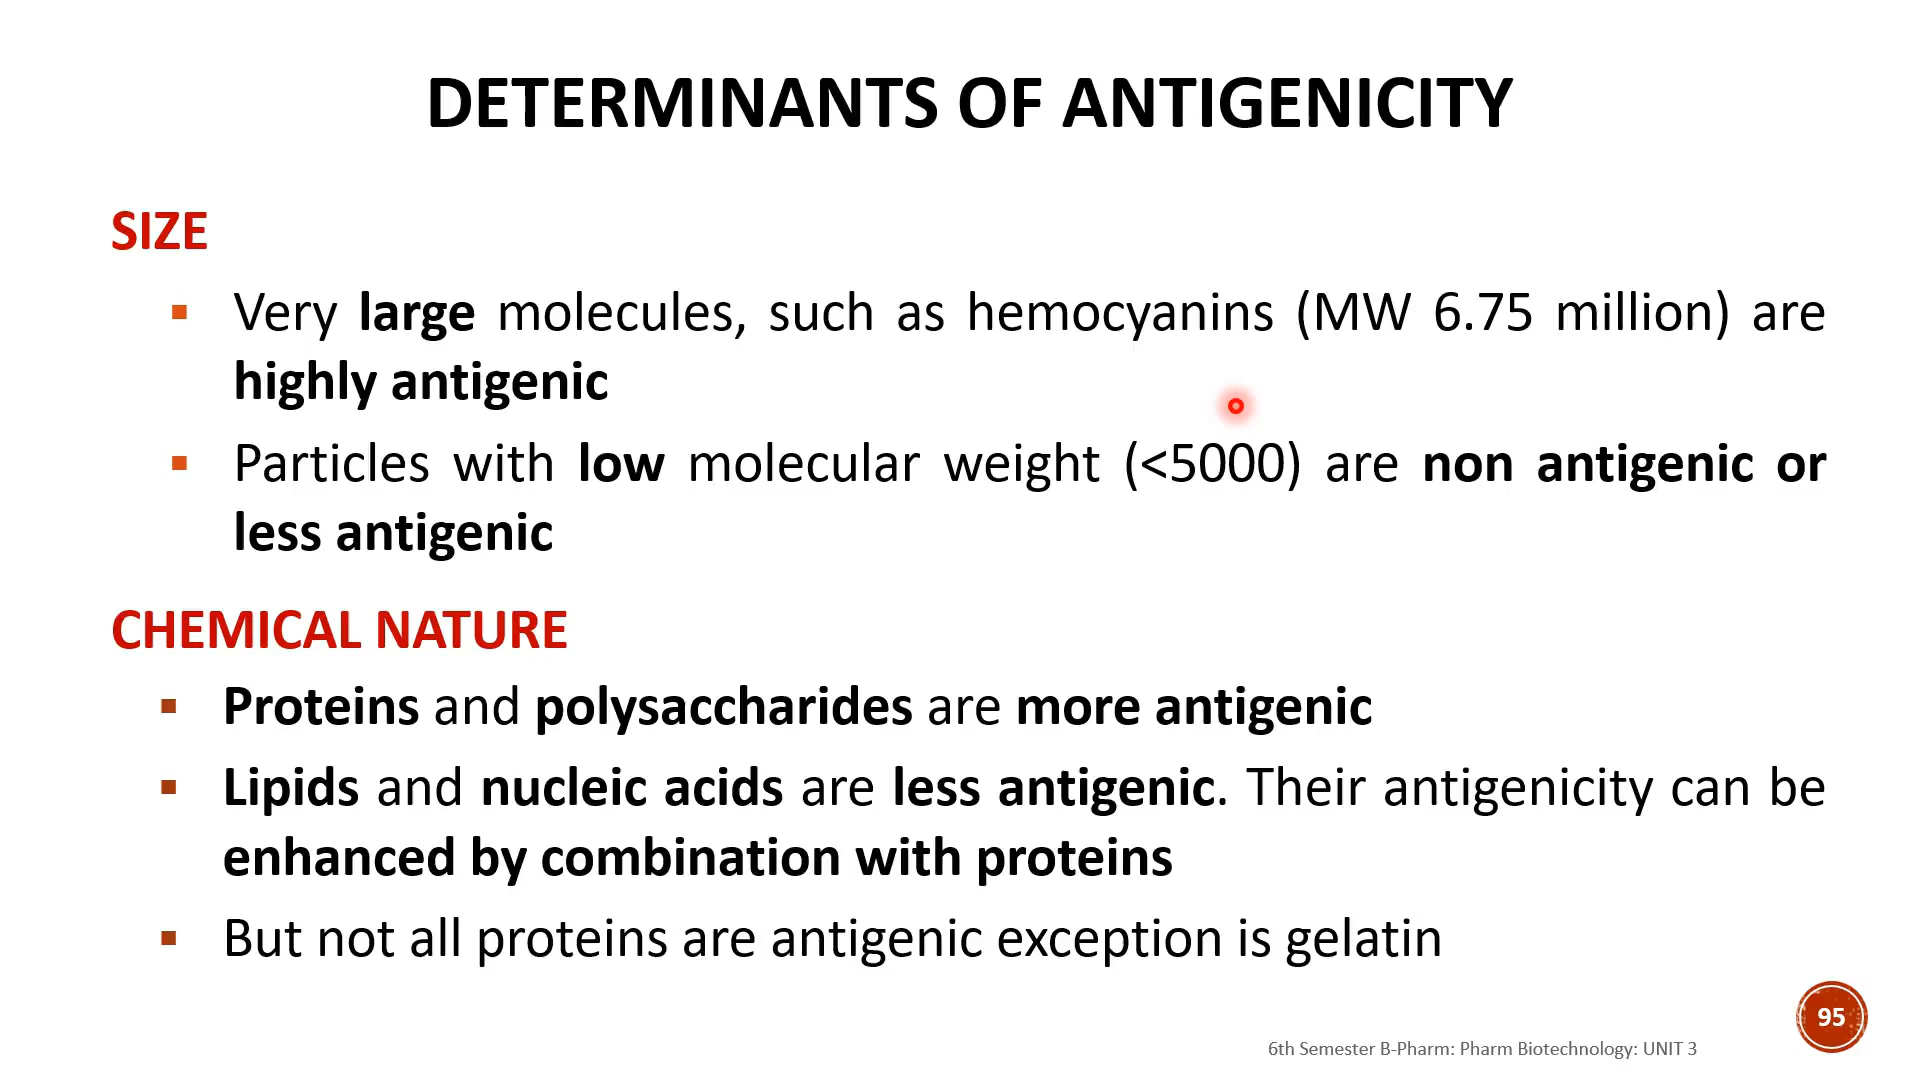 DETERMINANTS OF ANTIGENICITY
SIZE
▪ Very large molecules, such as hemocyanins (MW 6.75 million) are
highly antigenic
▪ Particles with low molecular weight (<5000) are non antigenic or
less antigenic
CHEMICAL NATURE
▪ Proteins and polysaccharides are more antigenic
▪ Lipids and nucleic acids are less antigenic. Their antigenicity can be
enhanced by combination with proteins
▪ But not all proteins are antigenic exception is gelatin
95
6th Semester B-Pharm: Pharm Biotechnology: UNIT 3